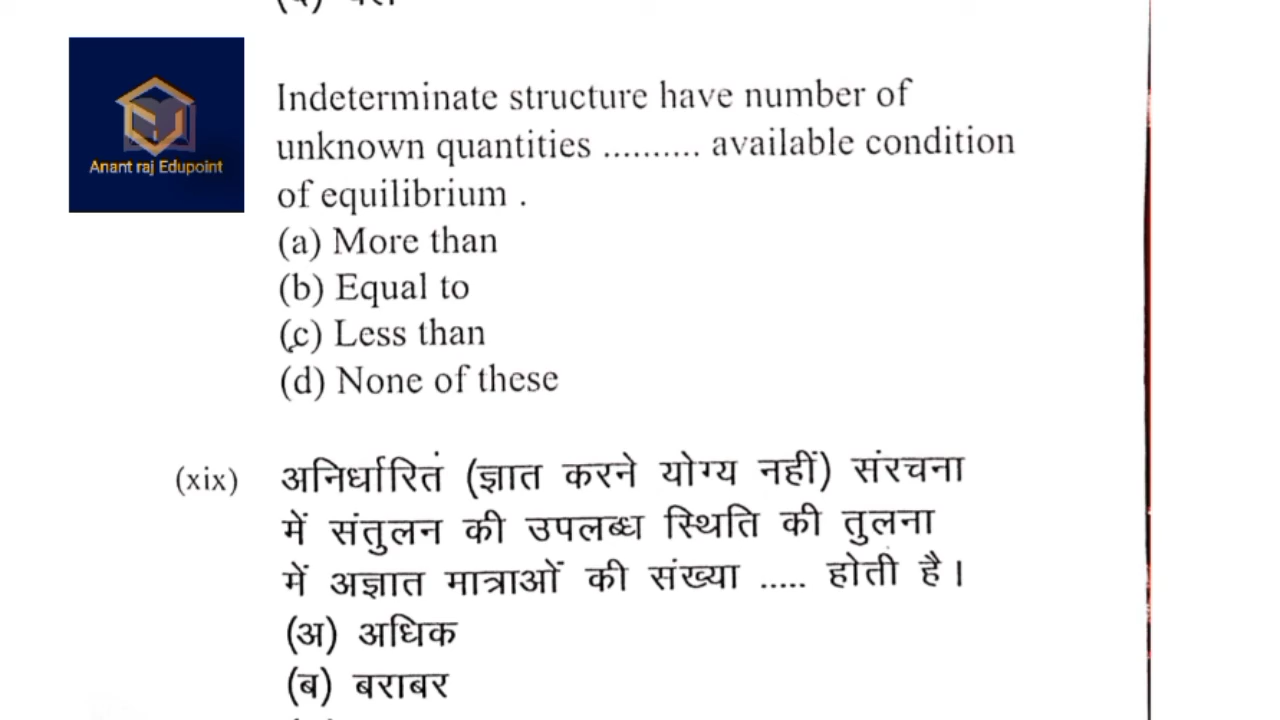 Anant raj Edupoint
Indeterminate structure have number of
unknown quantities .......... available condition
of equilibrium .
(a) More than
(b) Equal to
(c) Less than
(d) None of these
(xix) अनिर्धारित (ज्ञात करने योग्य नहीं) संरचना
में संतुलन की उपलब्ध स्थिति की तुलना
में अज्ञात मात्राओं की संख्या ..... होती है।
(अ) अधिक
(ब) बराबर